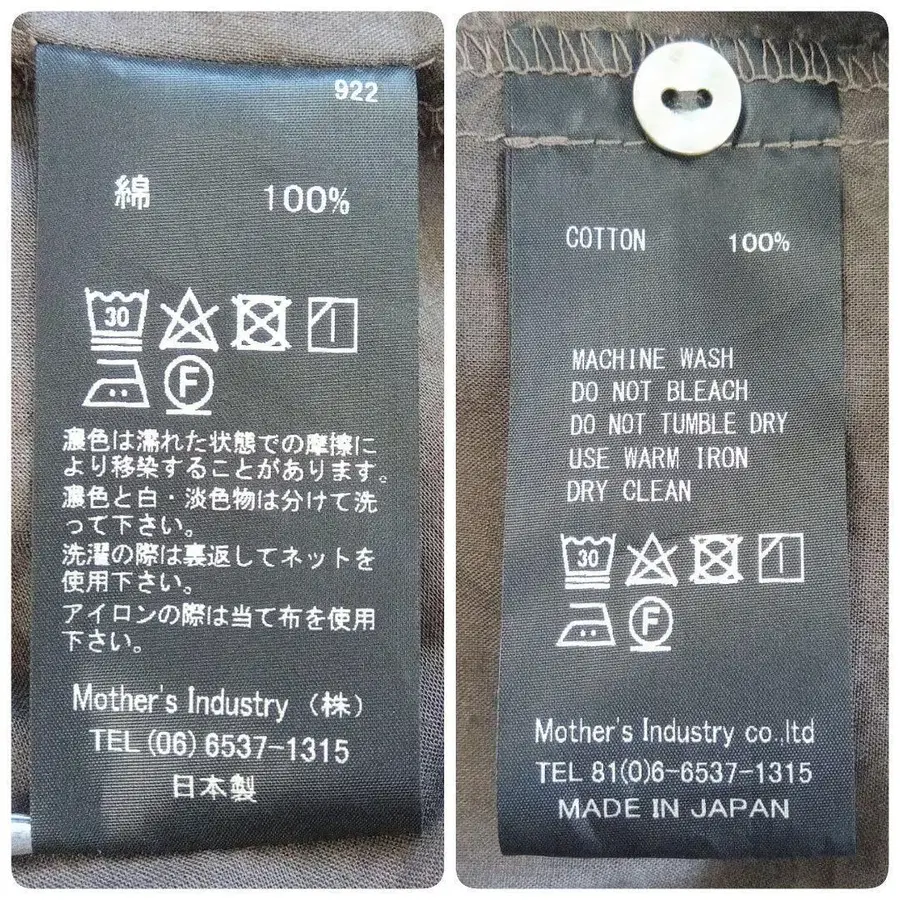 922
綿 100%
30
F
濃色は濡れた状態での摩擦に
より移染することがあります。
濃色と白・淡色物は分けて洗
って下さい。
洗濯の際は裏返してネットを
使用下さい。
アイロンの際は当て布を使用
下さい。
Mother's Industry（株）
TEL (06) 6537-1315
日本製
COTTON 100%
MACHINE WASH
DO NOT BLEACH
DO NOT TUMBLE DRY
USE WARM IRON
DRY CLEAN
30
F
Mother's Industry co.,ltd
TEL 81(0)6-6537-1315
MADE IN JAPAN